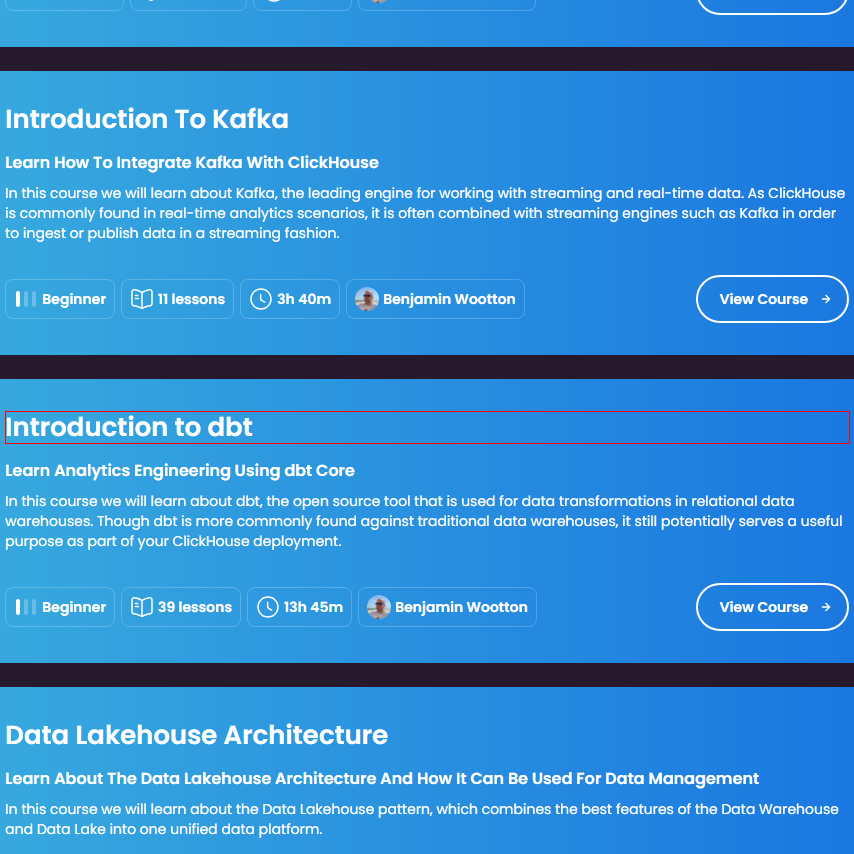 Introduction To Kafka
Learn How To Integrate Kafka With ClickHouse
In this course we will learn about Kafka, the leading engine for working with streaming and real-time data. As ClickHouse
is commonly found in real-time analytics scenarios, it is often combined with streaming engines such as Kafka in order
to ingest or publish data in a streaming fashion.
Beginner 11 lessons 3h 40m Benjamin Wootton View Course →
Introduction to dbt
Learn Analytics Engineering Using dbt Core
In this course we will learn about dbt, the open source tool that is used for data transformations in relational data
warehouses. Though dbt is more commonly found against traditional data warehouses, it still potentially serves a useful
purpose as part of your ClickHouse deployment.
Beginner 39 lessons 13h 45m Benjamin Wootton View Course →
Data Lakehouse Architecture
Learn About The Data Lakehouse Architecture And How It Can Be Used For Data Management
In this course we will learn about the Data Lakehouse pattern, which combines the best features of the Data Warehouse
and Data Lake into one unified data platform.